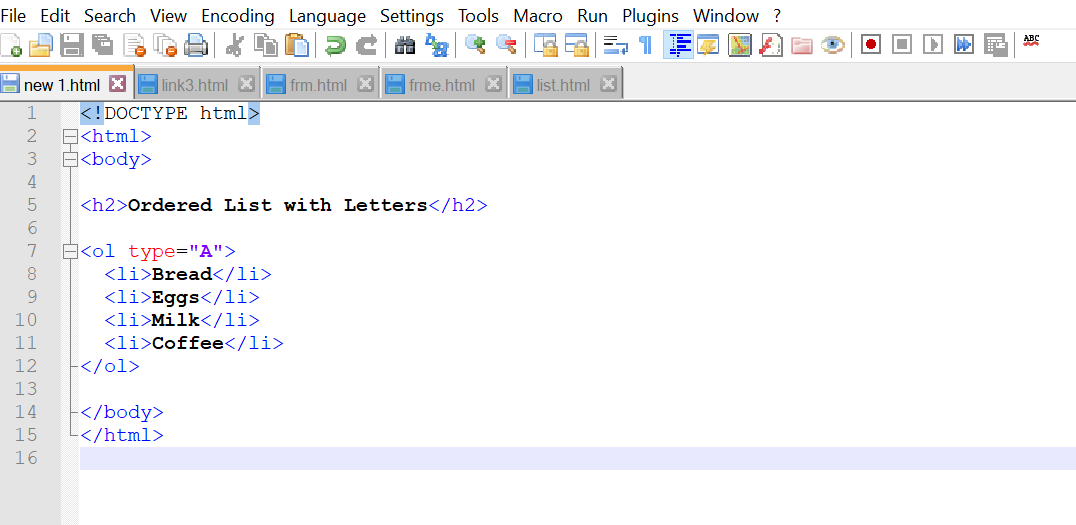 File Edit Search View Encoding Language Settings Tools Macro Run Plugins Window ?
ABC
new 1.html link3.html frm.html frme.html list.html
1 <!DOCTYPE html>
2 <html>
3 <body>
4
5 <h2>Ordered List with Letters</h2>
6
7 <ol type="A">
8 <li>Bread</li>
9 <li>Eggs</li>
10 <li>Milk</li>
11 <li>Coffee</li>
12 </ol>
13
14 </body>
15 </html>
16